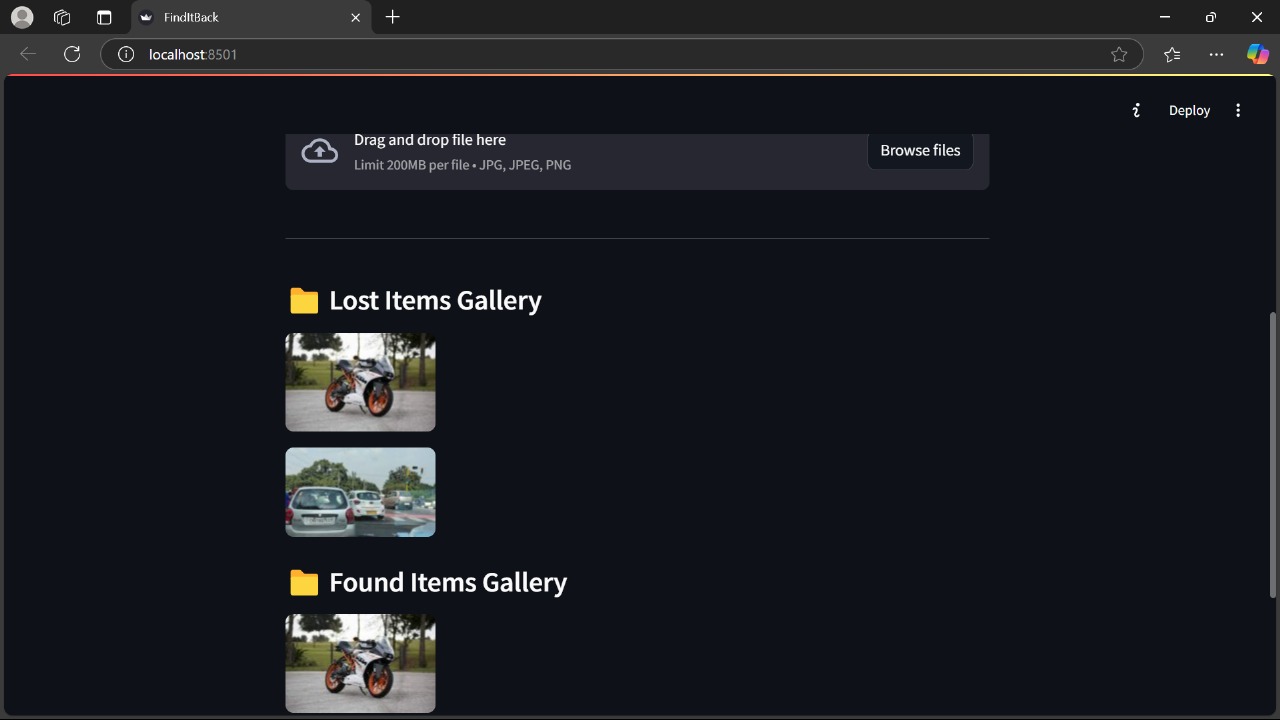 FindItBack
localhost:8501
Deploy
Drag and drop file here
Limit 200MB per file • JPG, JPEG, PNG
Browse files
Lost Items Gallery
Found Items Gallery